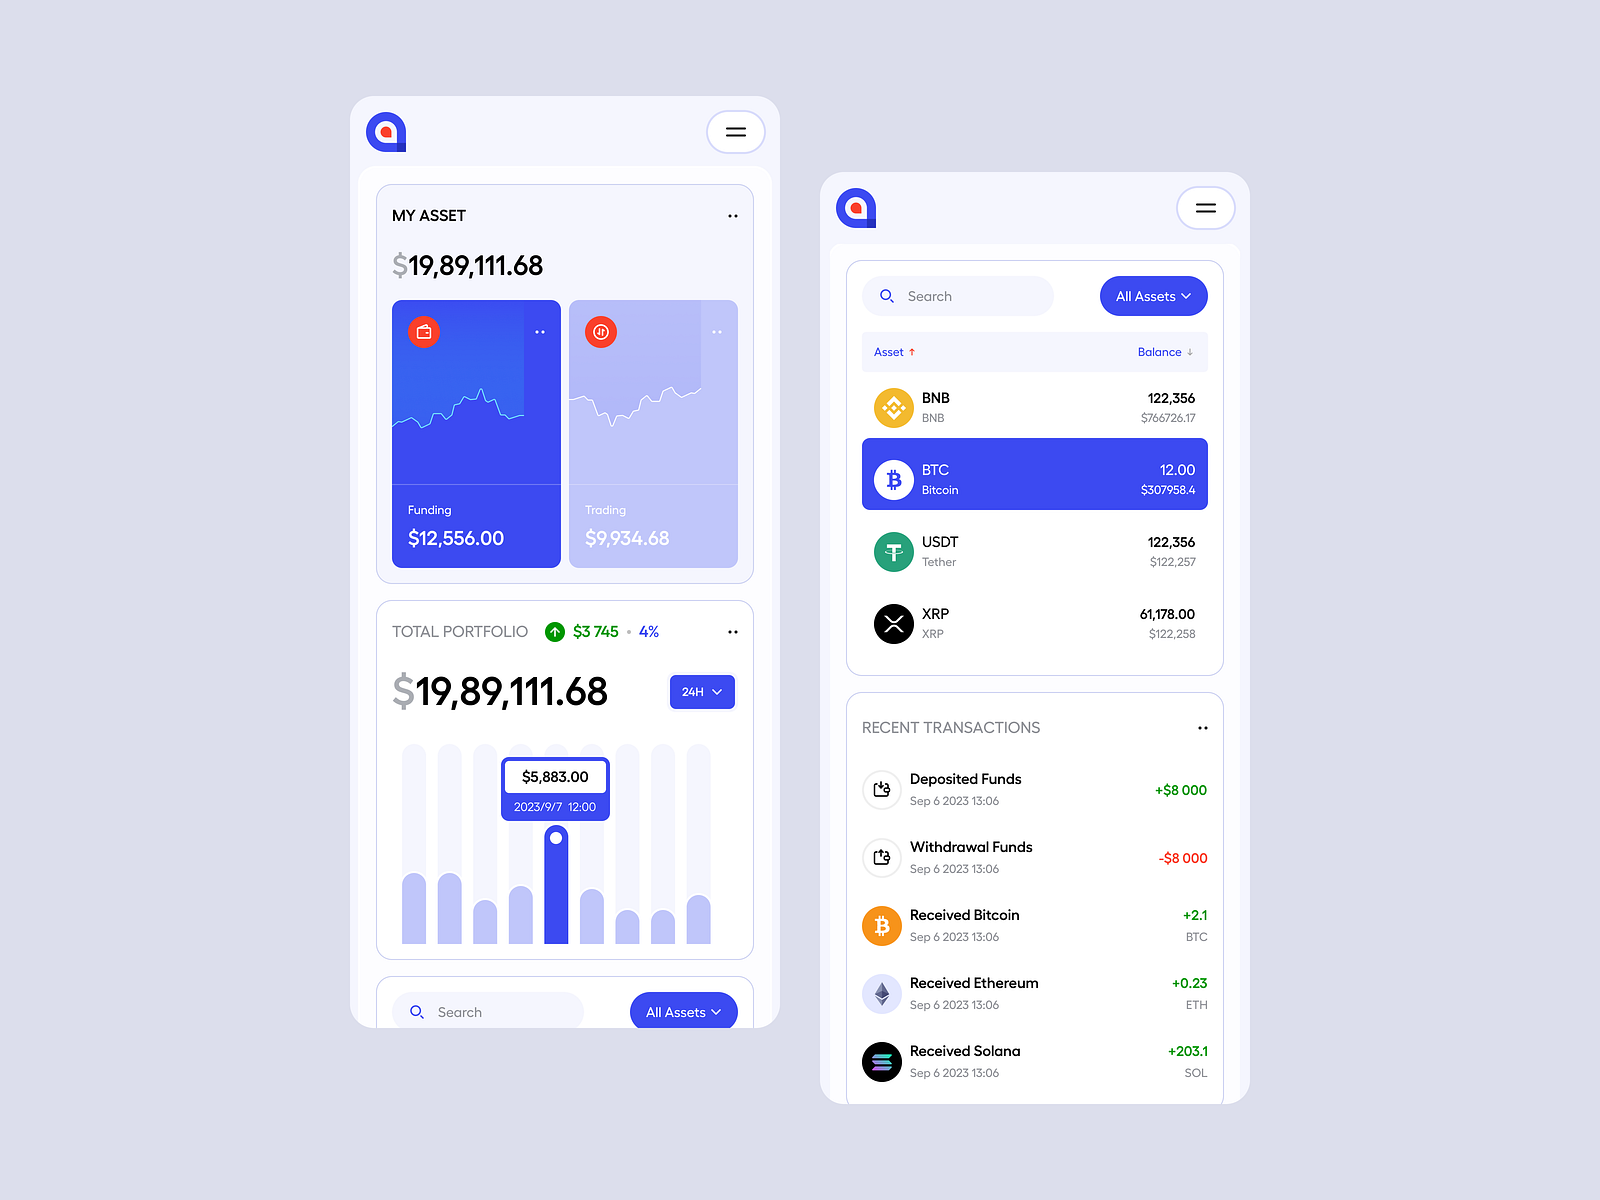 MY ASSET
$19,89,111.68
Funding
$12,556.00
Trading
$9,934.68
TOTAL PORTFOLIO $3 745 • 4%
$19,89,111.68
24H
$5,883.00
2023/9/7 12:00
Search
All Assets
Search
All Assets
Asset ↑ Balance ↓
BNB 122,356
BNB $766726.17
BTC 12.00
Bitcoin $307958.4
USDT 122,356
Tether $122,257
XRP 61,178.00
XRP $122,258
RECENT TRANSACTIONS
Deposited Funds
Sep 6 2023 13:06
+$8 000
Withdrawal Funds
Sep 6 2023 13:06
-$8 000
Received Bitcoin +2.1
Sep 6 2023 13:06 BTC
Received Ethereum +0.23
Sep 6 2023 13:06 ETH
Received Solana +203.1
Sep 6 2023 13:06 SOL